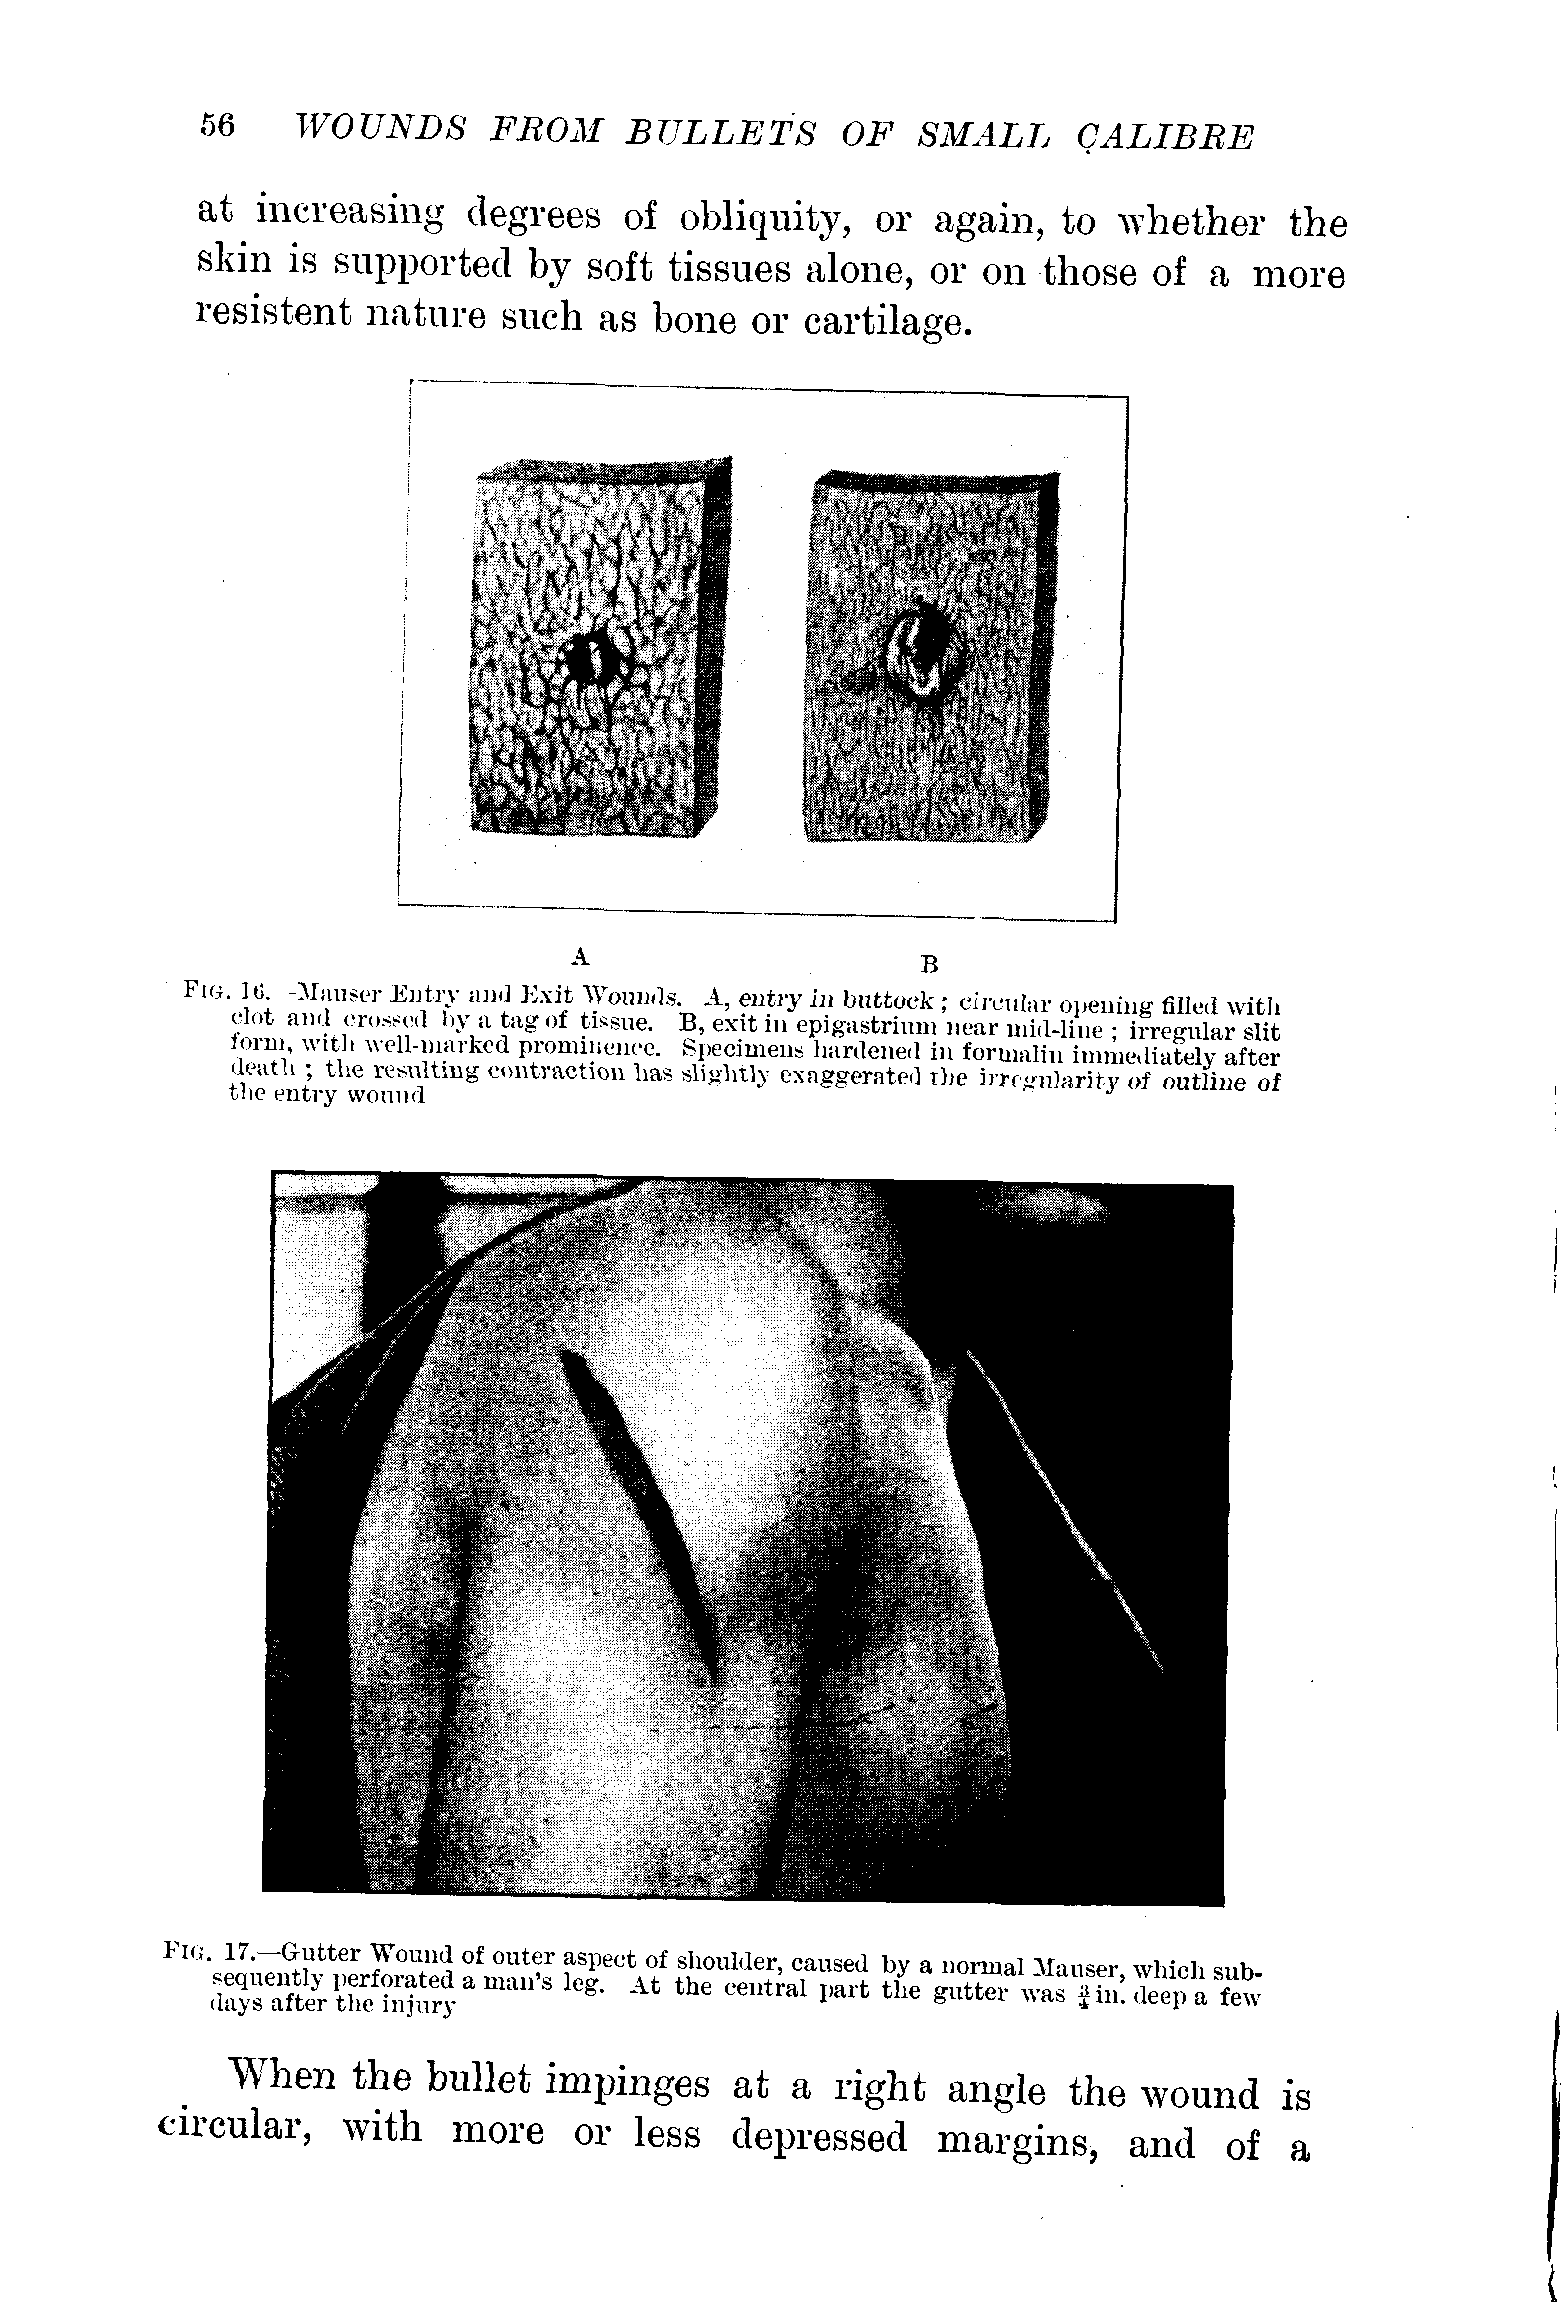 56 WOUNDS FROM BULLETS OF SMALL CALIBRE
at increasing degrees of obliquity, or again, to whether the
skin is supported by soft tissues alone, or on those of a more
resistent nature such as bone or cartilage.
A B
FIG. 16. -Mauser Entry and Exit Wounds. A, entry in buttock ; circular opening filled with
clot and crossed by a tag of tissue. B, exit in epigastrium near mid-line ; irregular slit
form, with well-marked prominence. Specimens hardened in formalin immediately after
death ; the resulting contraction has slightly exaggerated the irregularity of outline of
the entry wound
FIG. 17.—Gutter Wound of outer aspect of shoulder, caused by a normal Mauser, which sub-
sequently perforated a man's leg. At the central part the gutter was ¾ in. deep a few
days after the injury
When the bullet impinges at a right angle the wound is
circular, with more or less depressed margins, and of a